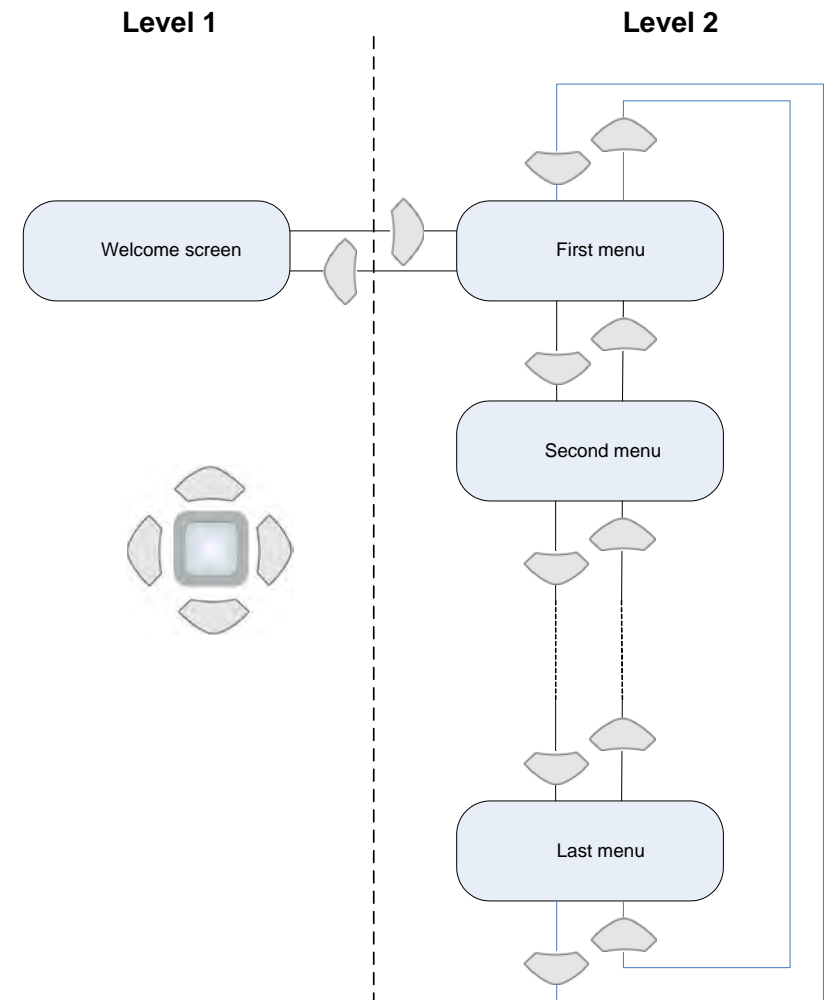 Level 1
Level 2
Welcome screen
First menu
Second menu
Last menu